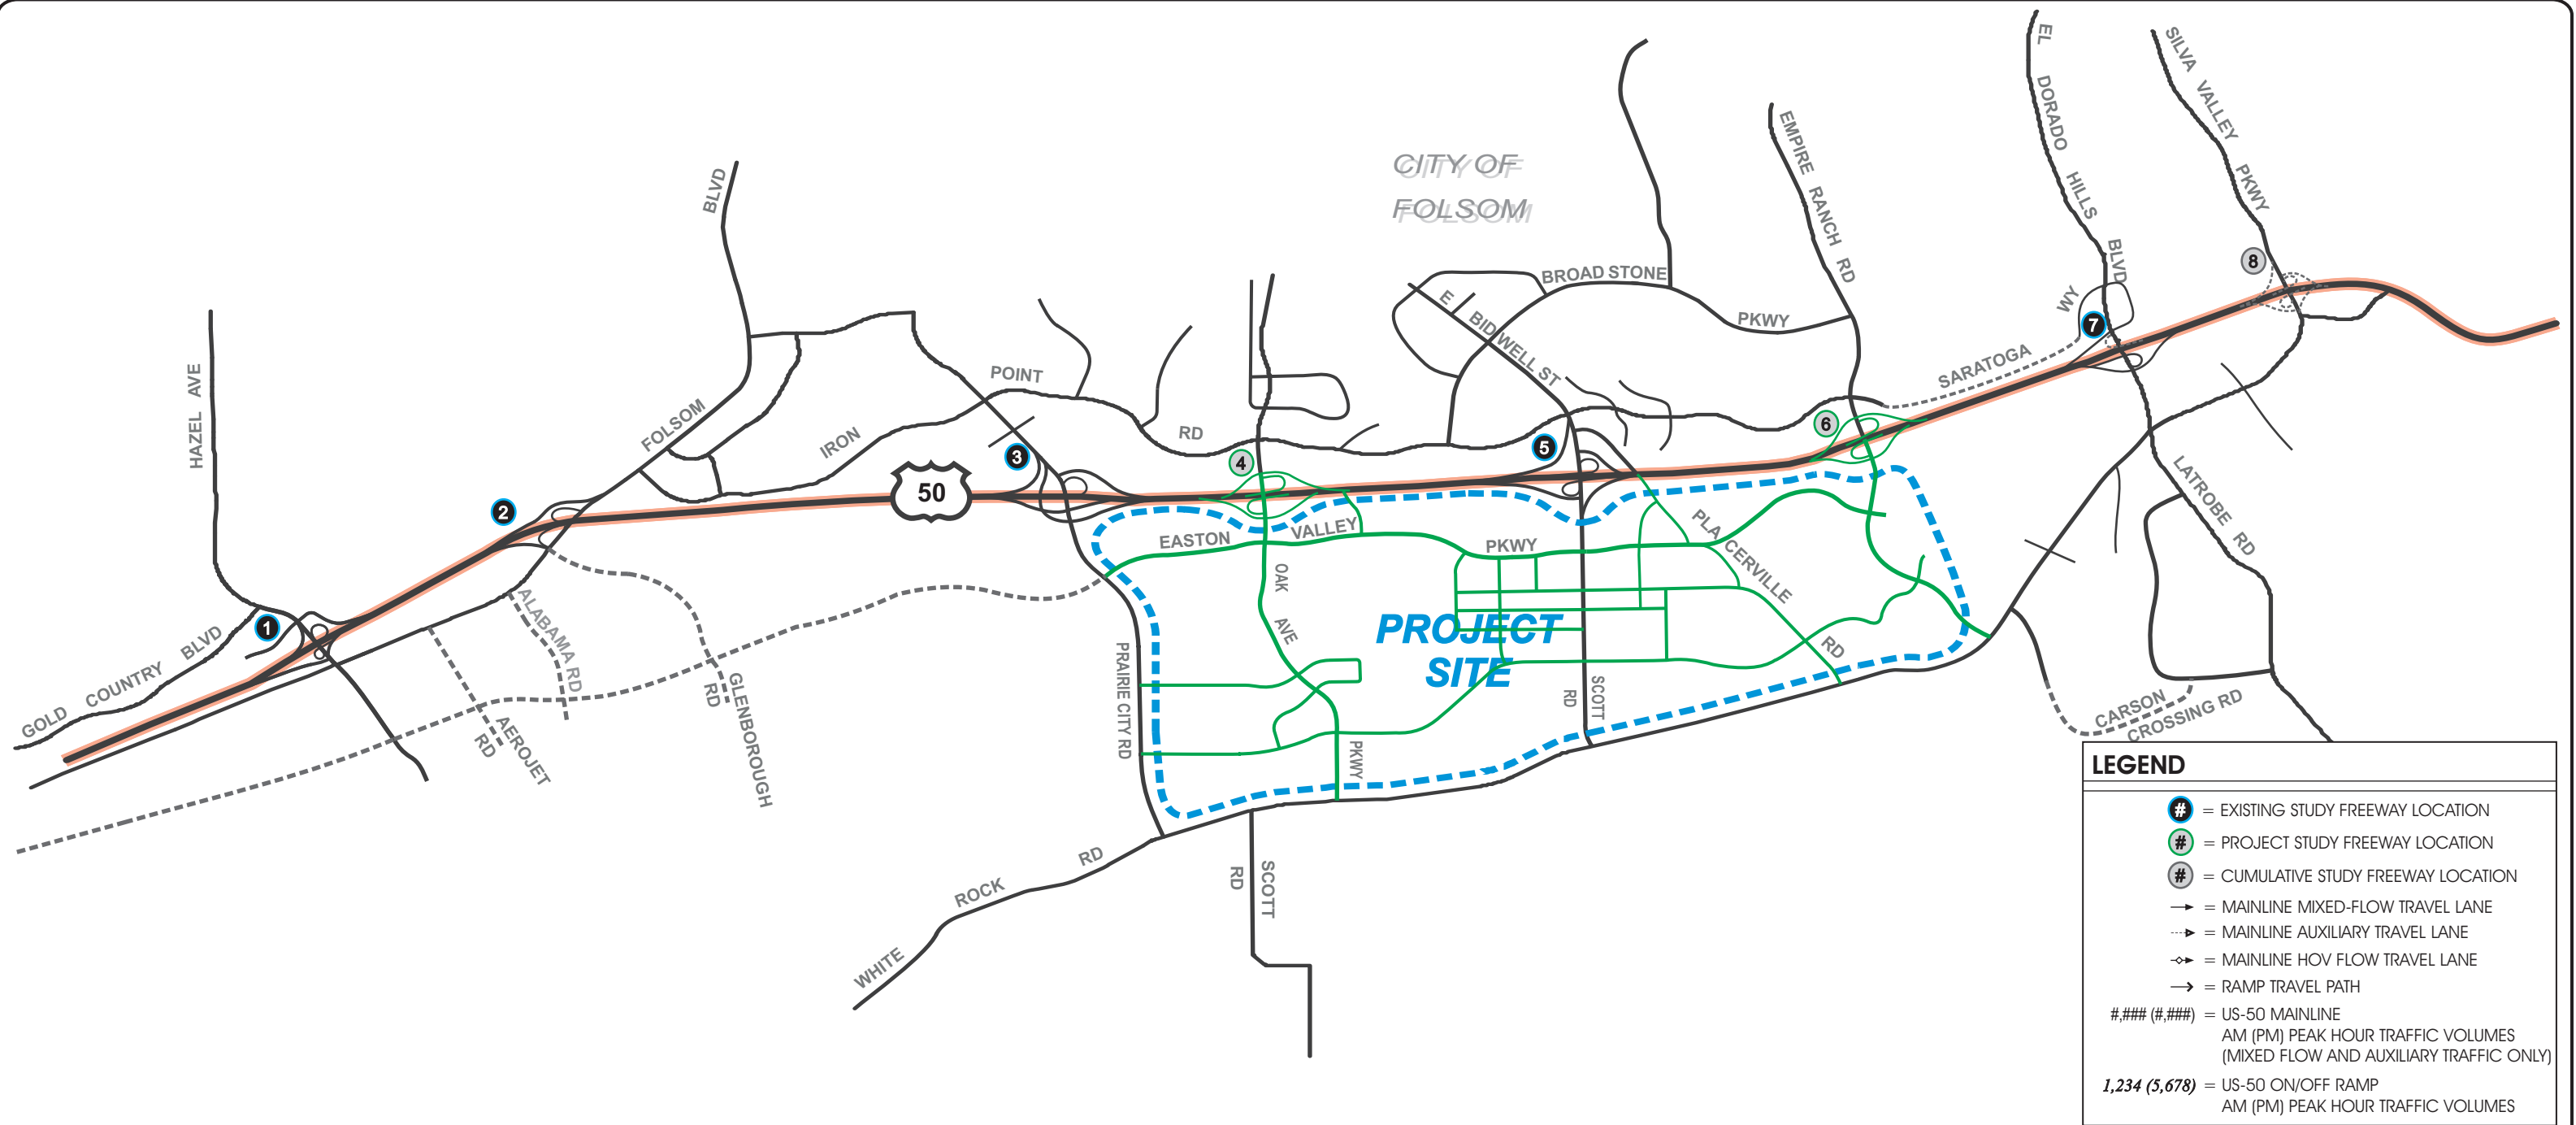 CITY OF
FOLSOM
EL DORADO HILLS BLVD
SILVA VALLEY PKWY
EMPIRE RANCH RD
BLVD
FOLSOM
HAZEL AVE
BROAD STONE
PKWY
E BIDWELL ST
8
WY
7
SARATOGA
POINT
IRON
RD
6
5
4
3
50
2
1
GOLD COUNTRY BLVD
EASTON VALLEY PKWY
PLACERVILLE RD
OAK AVE PKWY
PROJECT
SITE
LATROBE RD
ALABAMA RD
AEROJET
RD
GLENBOROUGH
RD
PRAIRIE CITY RD
SCOTT
RD
CARSON
CROSSING RD
SCOTT
RD
WHITE ROCK RD
LEGEND
# = EXISTING STUDY FREEWAY LOCATION
# = PROJECT STUDY FREEWAY LOCATION
# = CUMULATIVE STUDY FREEWAY LOCATION
= MAINLINE MIXED-FLOW TRAVEL LANE
= MAINLINE AUXILIARY TRAVEL LANE
= MAINLINE HOV FLOW TRAVEL LANE
= RAMP TRAVEL PATH
#,### (#,###) = US-50 MAINLINE
AM (PM) PEAK HOUR TRAFFIC VOLUMES
(MIXED FLOW AND AUXILIARY TRAFFIC ONLY)
1,234 (5,678) = US-50 ON/OFF RAMP
AM (PM) PEAK HOUR TRAFFIC VOLUMES